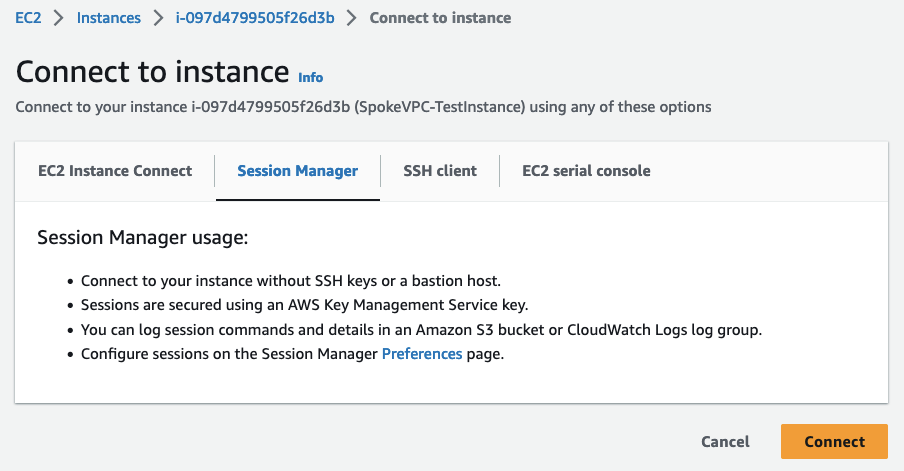 EC2 > Instances > i-097d4799505f26d3b > Connect to instance
Connect to instance Info
Connect to your instance i-097d4799505f26d3b (SpokeVPC-TestInstance) using any of these options
EC2 Instance Connect Session Manager SSH client EC2 serial console
Session Manager usage:
• Connect to your instance without SSH keys or a bastion host.
• Sessions are secured using an AWS Key Management Service key.
• You can log session commands and details in an Amazon S3 bucket or CloudWatch Logs log group.
• Configure sessions on the Session Manager Preferences page.
Cancel Connect